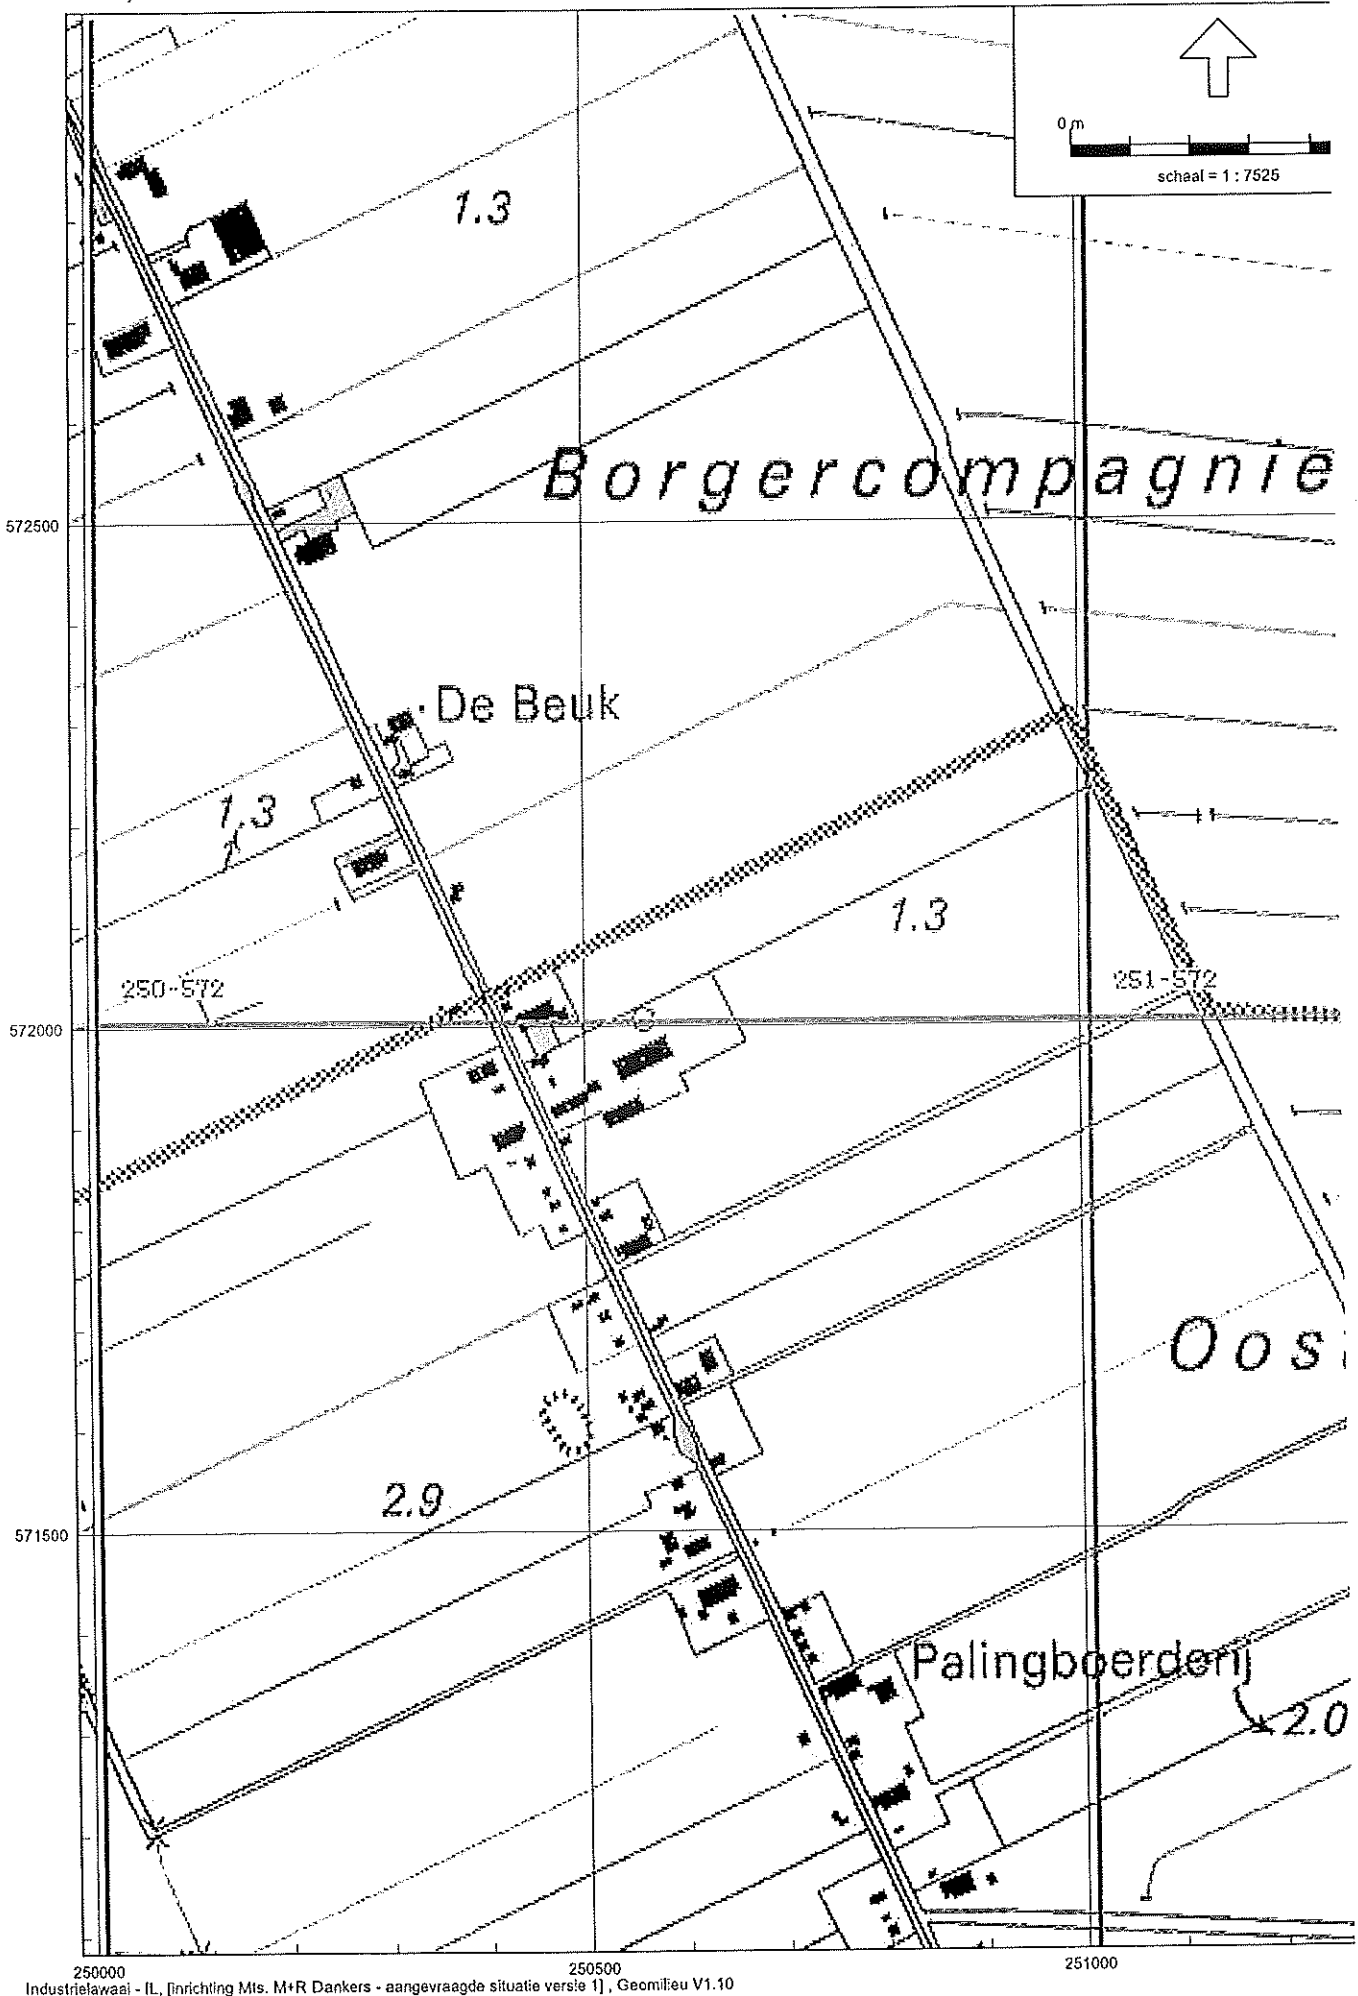 0 m
schaal = 1 : 7525
1.3
Borgercompagnie
572500
De Beuk
1.3
1.3
250-572
251-572
572000
Oos
2.9
571500
Palingboerderij
2.0
250000
250500
251000
Industrielawaai - IL, [Inrichting Mts. M+R Dankers - aangevraagde situatie versie 1] , Geomilieu V1.10